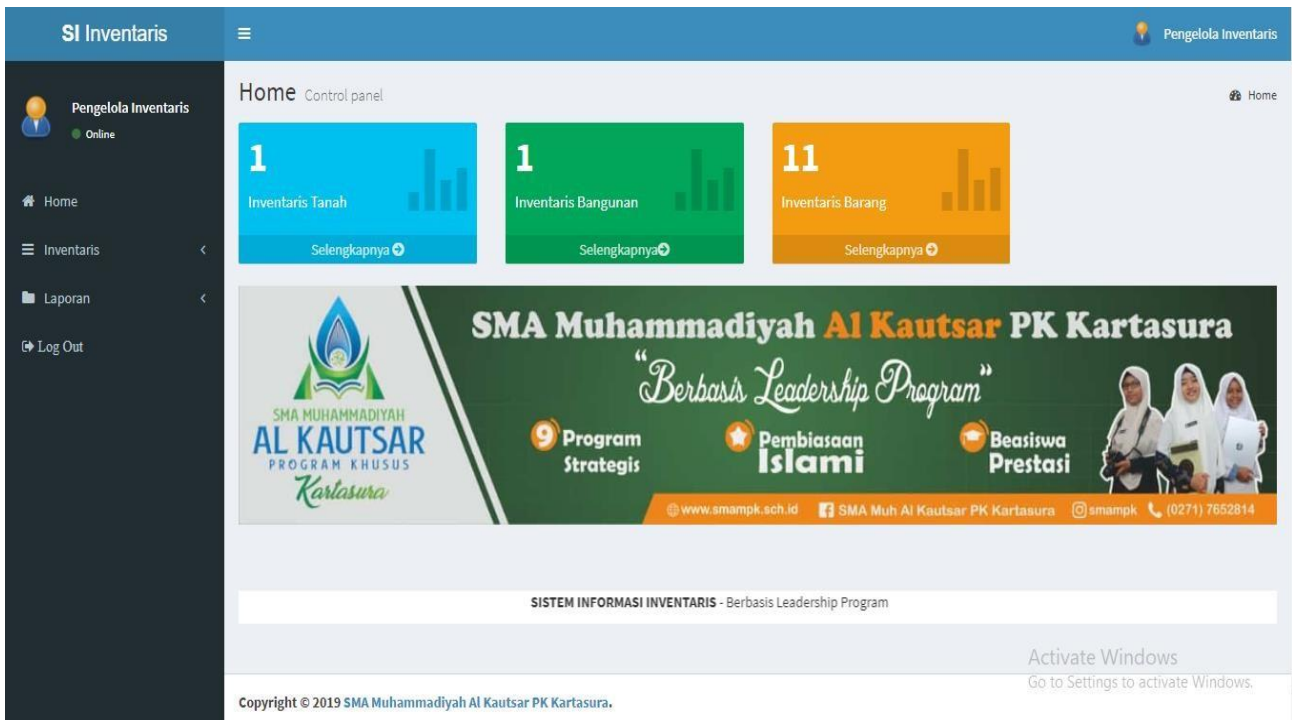 SI Inventaris
Pengelola Inventaris
Pengelola Inventaris
Online
Home
Inventaris
Laporan
Log Out
Home Control panel
Home
1
Inventaris Tanah
Selengkapnya
1
Inventaris Bangunan
Selengkapnya
11
Inventaris Barang
Selengkapnya
SMA MUHAMMADIYAH
AL KAUTSAR
PROGRAM KHUSUS
Kartasura
SMA Muhammadiyah Al Kautsar PK Kartasura
“Berbasis Leadership Program”
9 Program
Strategis
Pembiasaan
Islami
Beasiswa
Prestasi
www.smampk.sch.id SMA Muh Al Kautsar PK Kartasura smampk (0271) 7652814
SISTEM INFORMASI INVENTARIS - Berbasis Leadership Program
Activate Windows
Go to Settings to activate Windows.
Copyright © 2019 SMA Muhammadiyah Al Kautsar PK Kartasura.